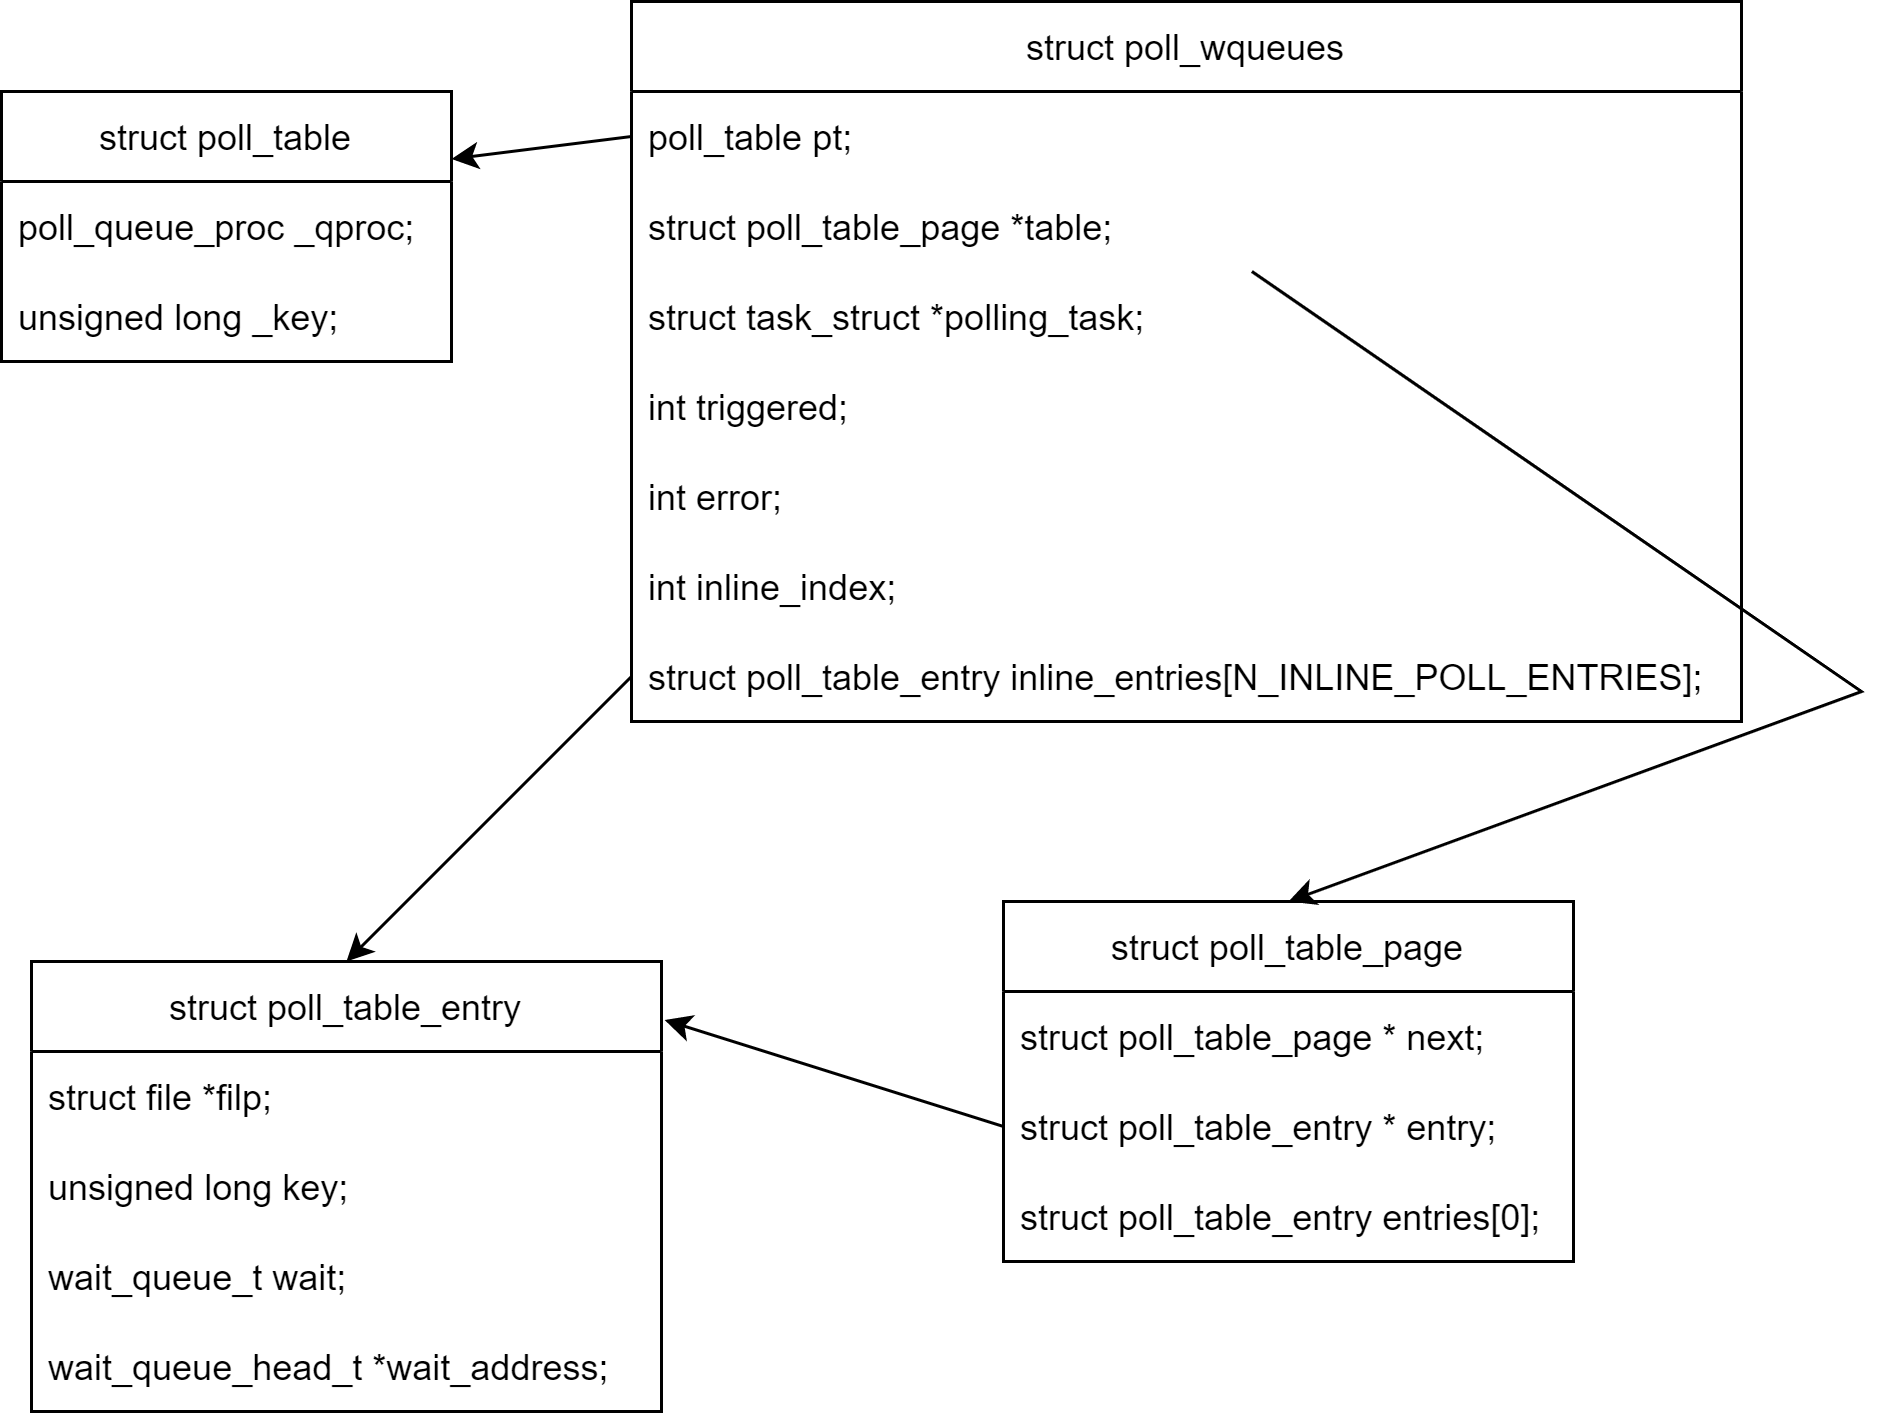 struct poll_wqueues
poll_table pt;
struct poll_table_page *table;
struct task_struct *polling_task;
int triggered;
int error;
int inline_index;
struct poll_table_entry inline_entries[N_INLINE_POLL_ENTRIES];
struct poll_table
poll_queue_proc _qproc;
unsigned long _key;
struct poll_table_entry
struct file *filp;
unsigned long key;
wait_queue_t wait;
wait_queue_head_t *wait_address;
struct poll_table_page
struct poll_table_page * next;
struct poll_table_entry * entry;
struct poll_table_entry entries[0];